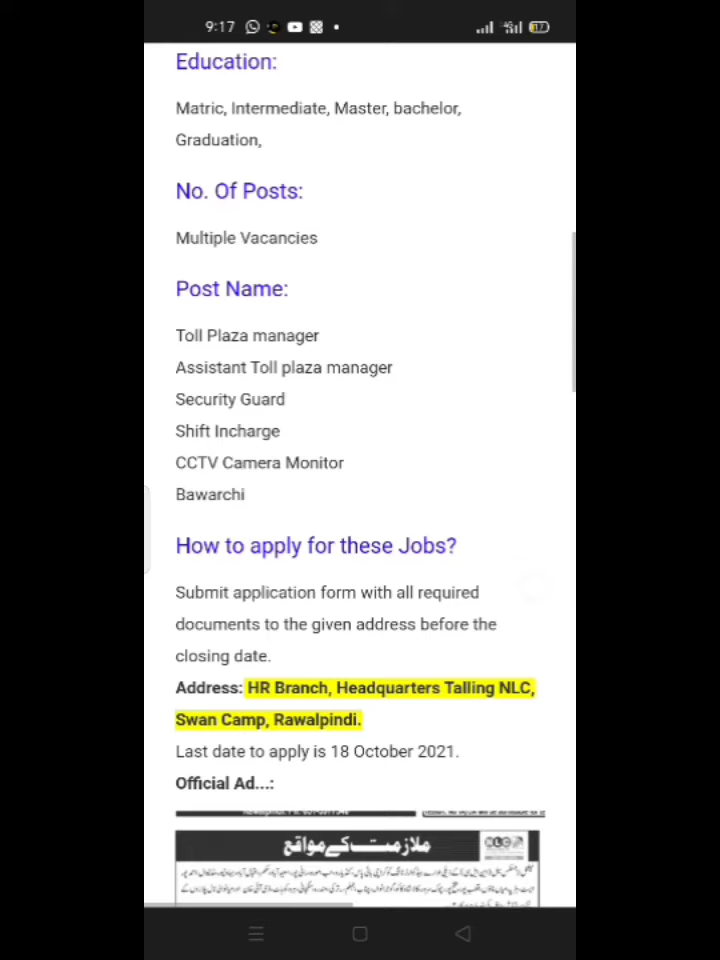 9:17
17
Education:
Matric, Intermediate, Master, bachelor,
Graduation,
No. Of Posts:
Multiple Vacancies
Post Name:
Toll Plaza manager
Assistant Toll plaza manager
Security Guard
Shift Incharge
CCTV Camera Monitor
Bawarchi
How to apply for these Jobs?
Submit application form with all required
documents to the given address before the
closing date.
Address: HR Branch, Headquarters Talling NLC,
Swan Camp, Rawalpindi.
Last date to apply is 18 October 2021.
Official Ad...:
ملازمت کے مواقع